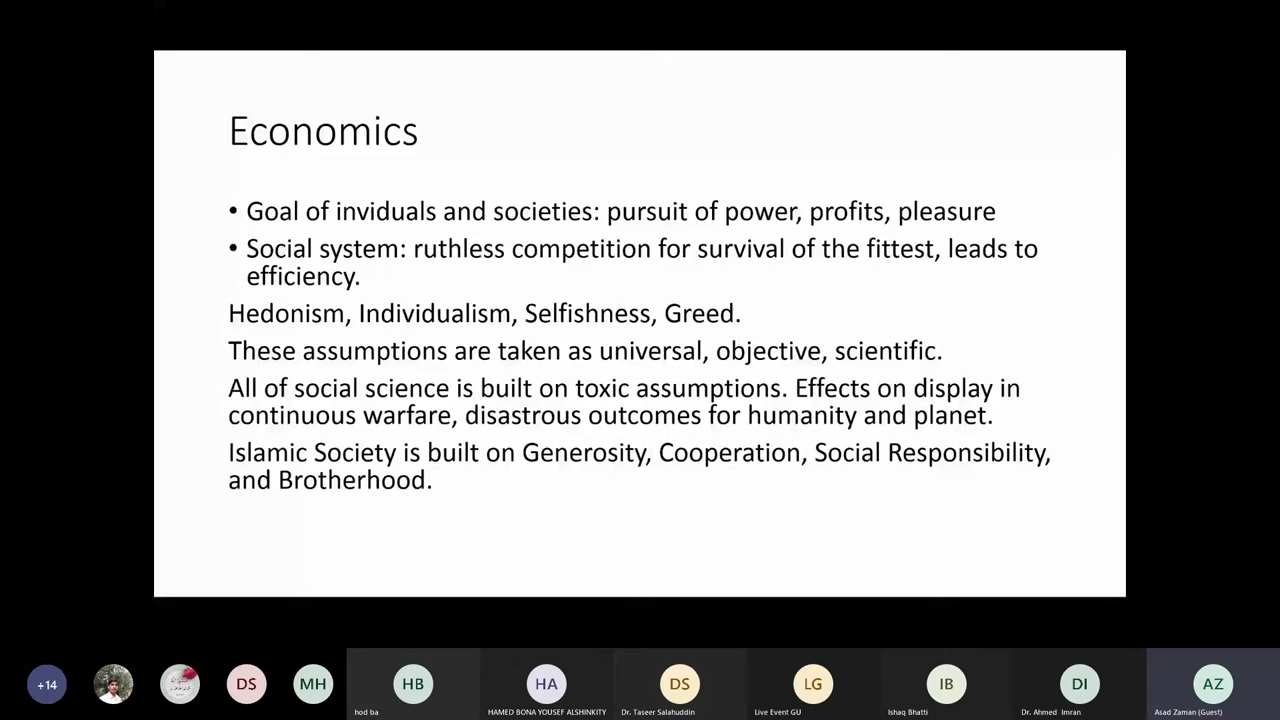 Economics
• Goal of inviduals and societies: pursuit of power, profits, pleasure
• Social system: ruthless competition for survival of the fittest, leads to
efficiency.
Hedonism, Individualism, Selfishness, Greed.
These assumptions are taken as universal, objective, scientific.
All of social science is built on toxic assumptions. Effects on display in
continuous warfare, disastrous outcomes for humanity and planet.
Islamic Society is built on Generosity, Cooperation, Social Responsibility,
and Brotherhood.
+14
DS
MH
HB
HA
DS
LG
IB
DI
AZ
hod ba
HAMED BONA YOUSEF ALSHINKITY
Dr. Taseer Salahuddin
Live Event GU
Ishaq Bhatti
Dr. Ahmed Imran
Asad Zaman (Guest)